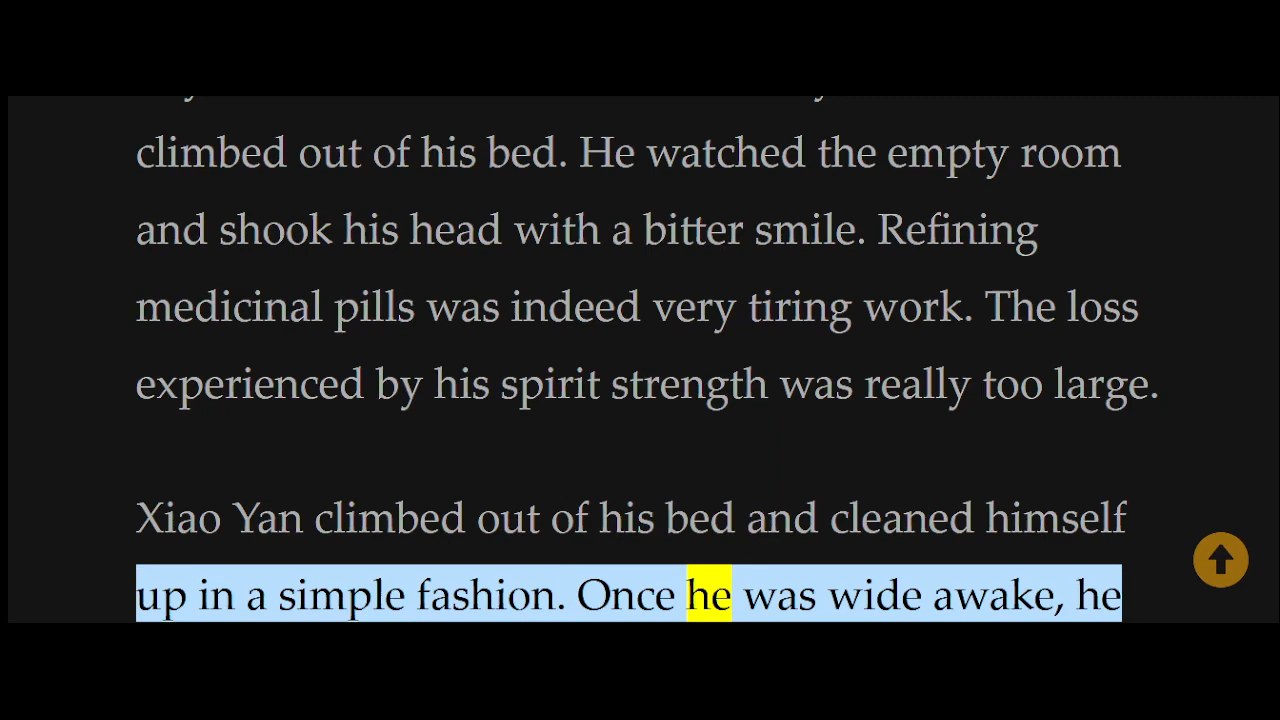 climbed out of his bed. He watched the empty room
and shook his head with a bitter smile. Refining
medicinal pills was indeed very tiring work. The loss
experienced by his spirit strength was really too large.
Xiao Yan climbed out of his bed and cleaned himself
up in a simple fashion. Once he was wide awake, he